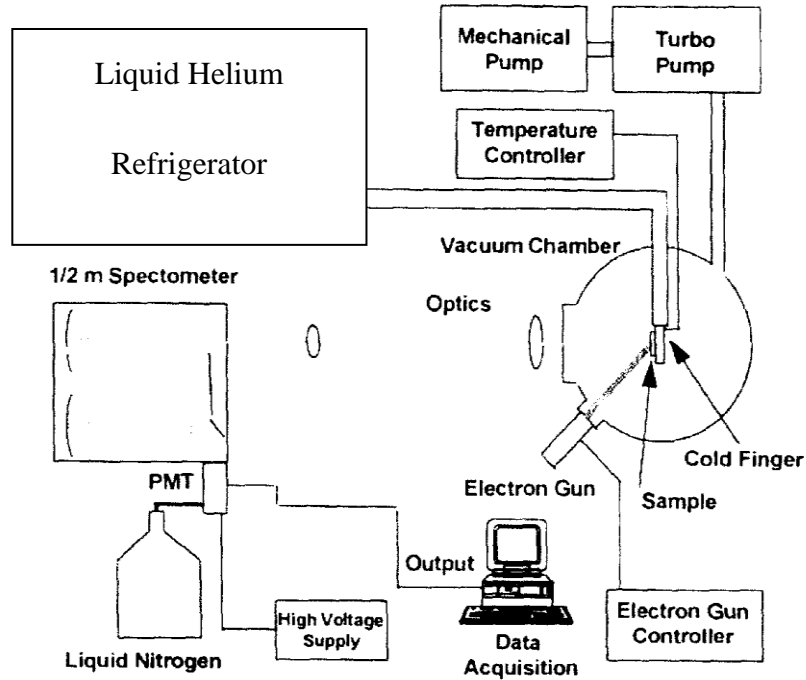 Mechanical
Pump
Turbo
Pump
Liquid Helium
Refrigerator
Temperature
Controller
Vacuum Chamber
1/2 m Spectometer
Optics
Cold Finger
PMT
Electron Gun
Sample
Output
High Voltage
Supply
Electron Gun
Controller
Liquid Nitrogen
Data
Acquisition